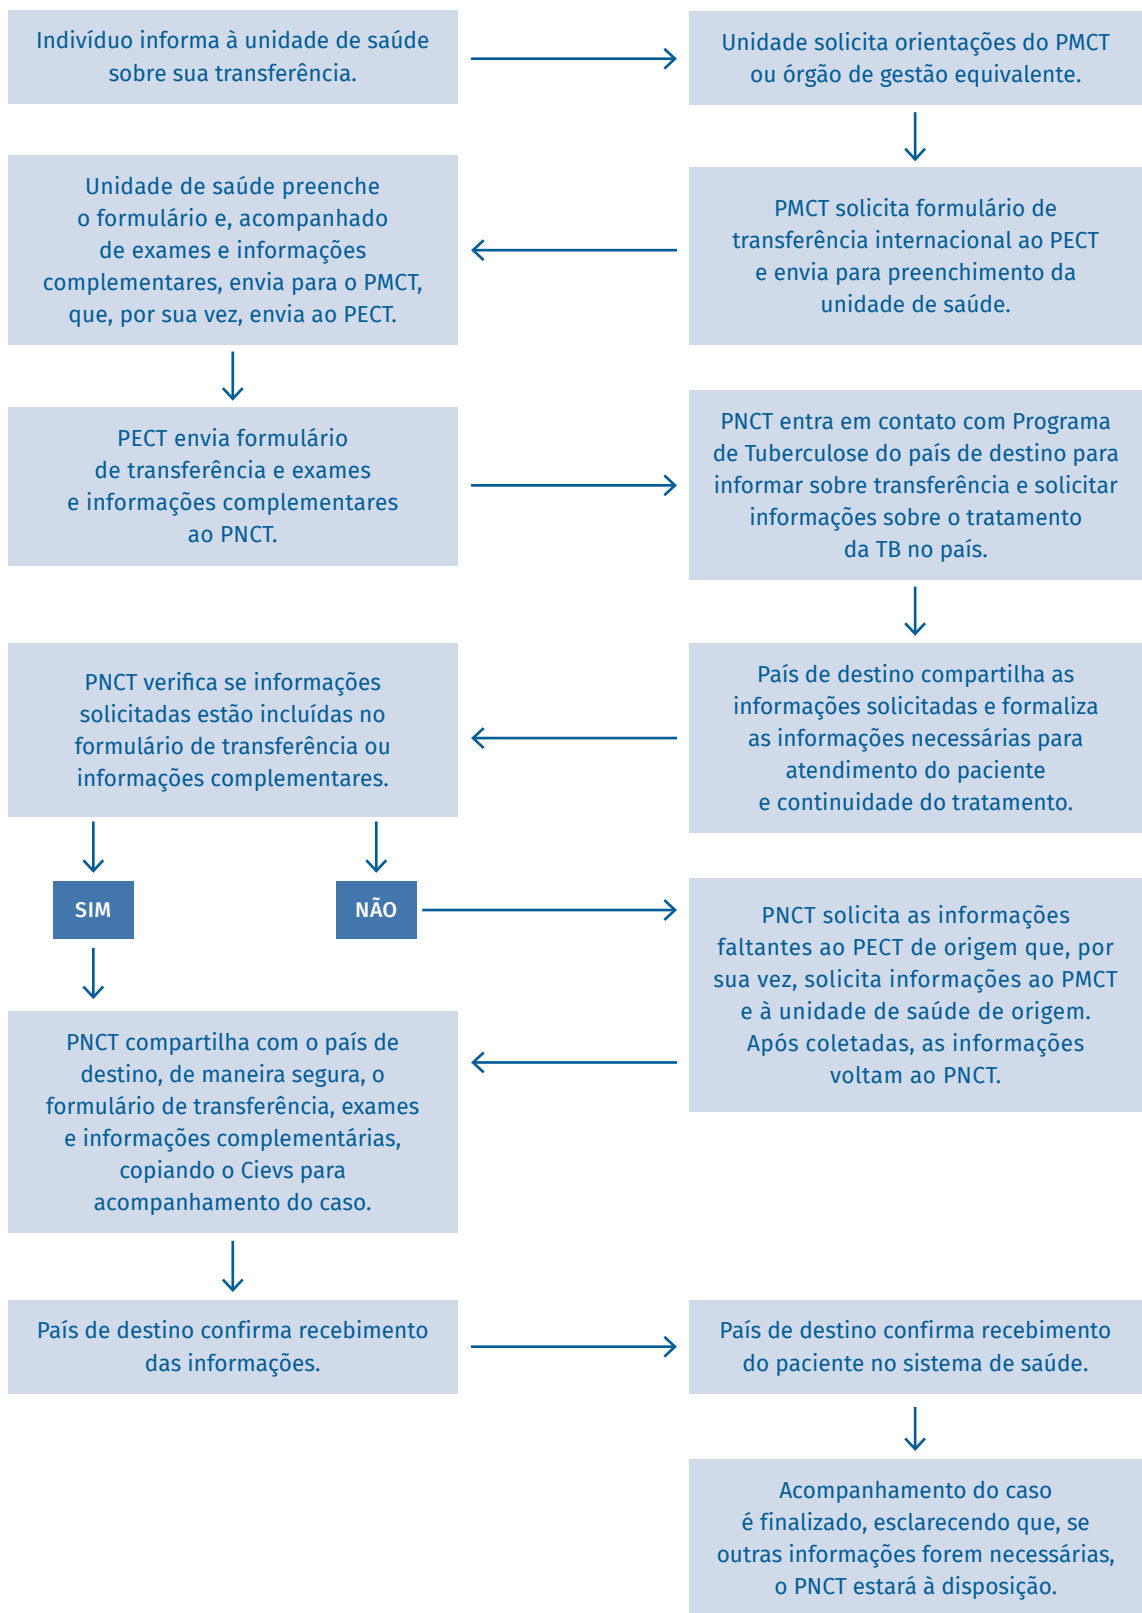 Indivíduo informa à unidade de saúde
sobre sua transferência.
Unidade solicita orientações do PMCT
ou órgão de gestão equivalente.
PMCT solicita formulário de
transferência internacional ao PECT
e envia para preenchimento da
unidade de saúde.
Unidade de saúde preenche
o formulário e, acompanhado
de exames e informações
complementares, envia para o PMCT,
que, por sua vez, envia ao PECT.
PECT envia formulário
de transferência e exames
e informações complementares
ao PNCT.
PNCT entra em contato com Programa
de Tuberculose do país de destino para
informar sobre transferência e solicitar
informações sobre o tratamento
da TB no país.
País de destino compartilha as
informações solicitadas e formaliza
as informações necessárias para
atendimento do paciente
e continuidade do tratamento.
PNCT verifica se informações
solicitadas estão incluídas no
formulário de transferência ou
informações complementares.
SIM
NÃO
PNCT solicita as informações
faltantes ao PECT de origem que, por
sua vez, solicita informações ao PMCT
e à unidade de saúde de origem.
Após coletadas, as informações
voltam ao PNCT.
PNCT compartilha com o país de
destino, de maneira segura, o
formulário de transferência, exames
e informações complementárias,
copiando o Cievs para
acompanhamento do caso.
País de destino confirma recebimento
das informações.
País de destino confirma recebimento
do paciente no sistema de saúde.
Acompanhamento do caso
é finalizado, esclarecendo que, se
outras informações forem necessárias,
o PNCT estará à disposição.